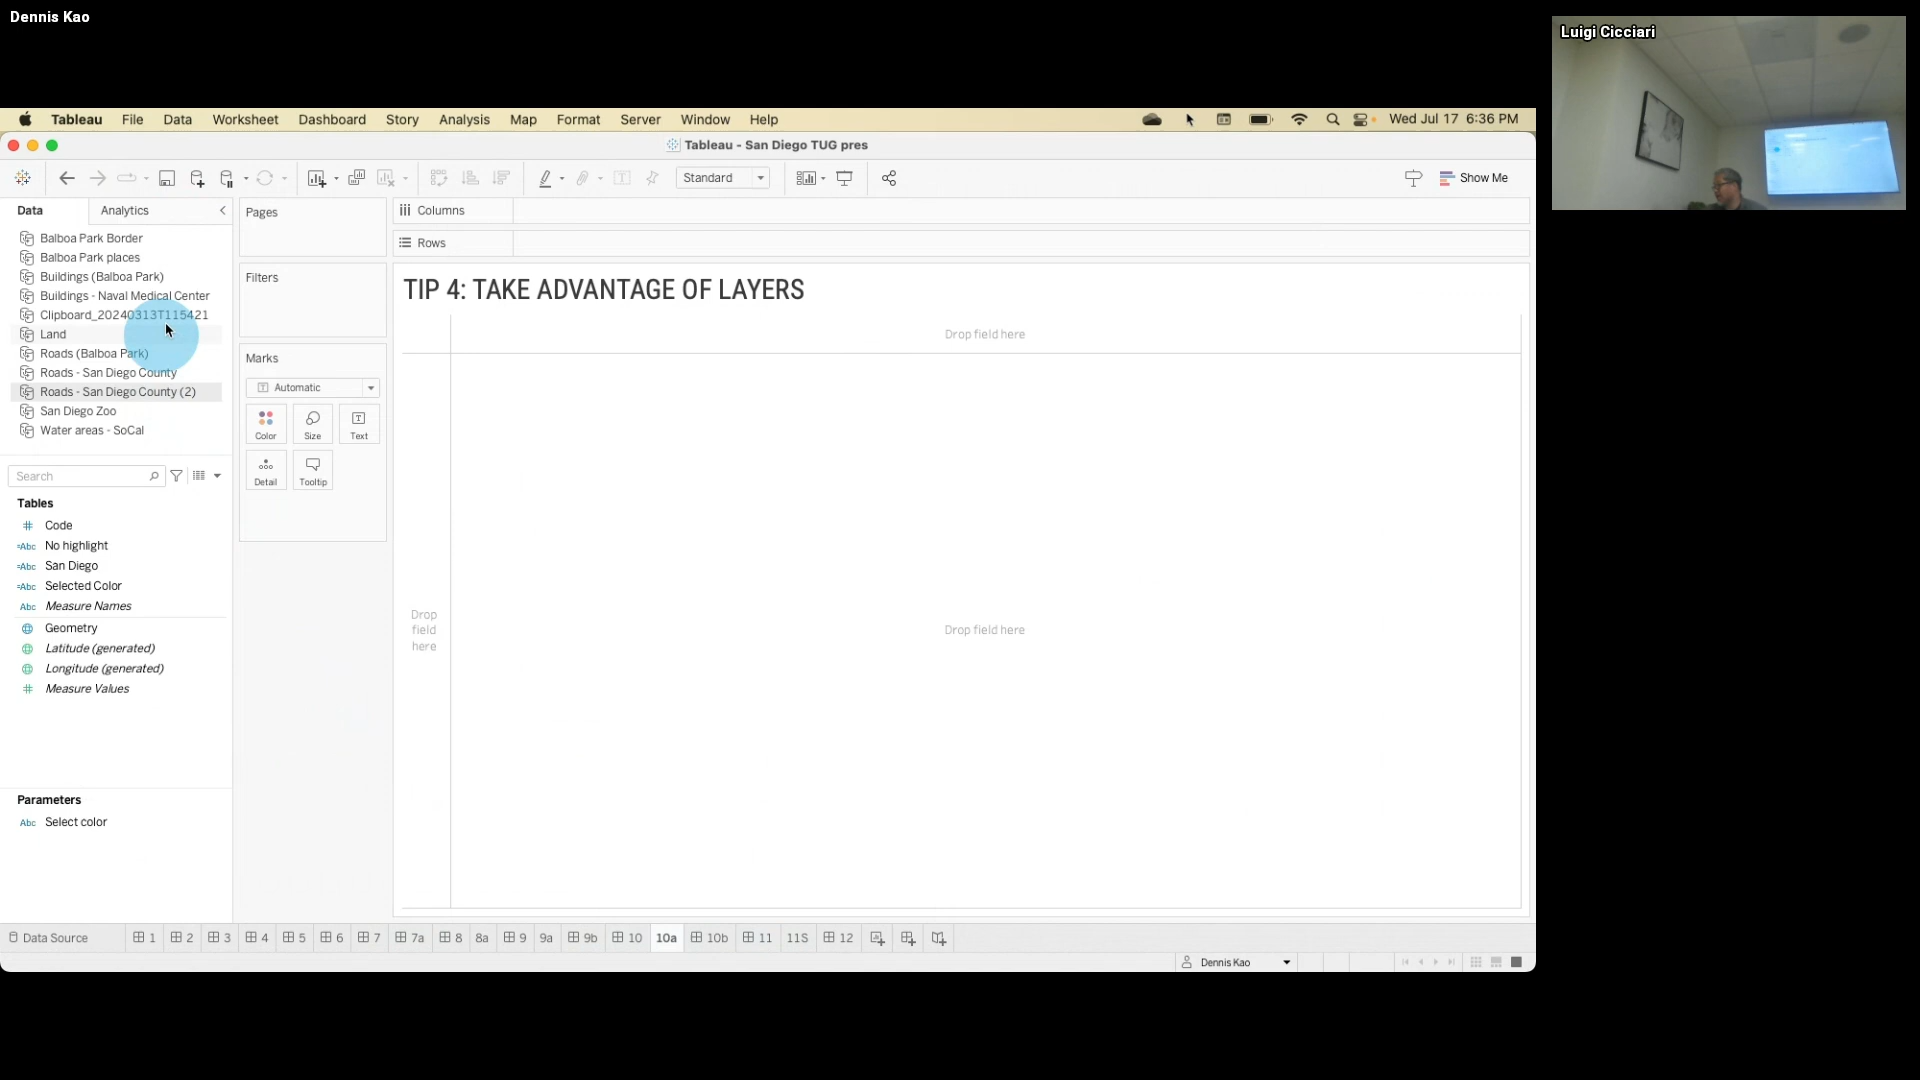 Dennis Kao
Luigi Cicciari
Tableau File Data Worksheet Dashboard Story Analysis Map Format Server Window Help
Wed Jul 17 6:36 PM
Tableau - San Diego TUG pres
Standard
Show Me
Data Analytics
Balboa Park Border
Balboa Park places
Buildings (Balboa Park)
Buildings - Naval Medical Center
Clipboard_20240313T115421
Land
Roads (Balboa Park)
Roads - San Diego County
Roads - San Diego County (2)
San Diego Zoo
Water areas - SoCal
Search
Tables
# Code
=Abc No highlight
=Abc San Diego
=Abc Selected Color
Abc Measure Names
Geometry
Latitude (generated)
Longitude (generated)
# Measure Values
Parameters
Abc Select color
Pages
Filters
Marks
Automatic
Color Size Text
Detail Tooltip
Columns
Rows
TIP 4: TAKE ADVANTAGE OF LAYERS
Drop field here
Drop
field
here
Drop field here
Data Source 1 2 3 4 5 6 7 7a 8 8a 9 9a 9b 10 10a 10b 11 11S 12
Dennis Kao